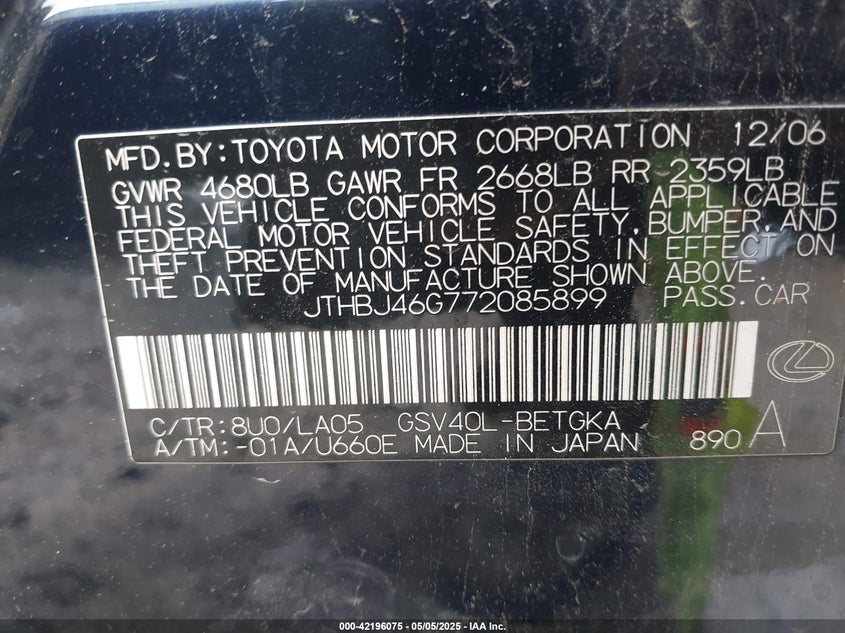 MFD.BY:TOYOTA MOTOR CORPORATION 12/06
GVWR 4680LB GAWR FR 2668LB RR 2359LB
THIS VEHICLE CONFORMS TO ALL APPLICABLE
FEDERAL MOTOR VEHICLE SAFETY,BUMPER,AND
THEFT PREVENTION STANDARDS IN EFFECT ON
THE DATE OF MANUFACTURE SHOWN ABOVE.
JTHBJ46G772085899 PASS.CAR
C/TR:8U0/LA05 GSV40L-BETGKA
A/TM:-01A/U660E MADE IN JAPAN 890 A
000-42196075 — 05/05/2025 — IAA Inc.